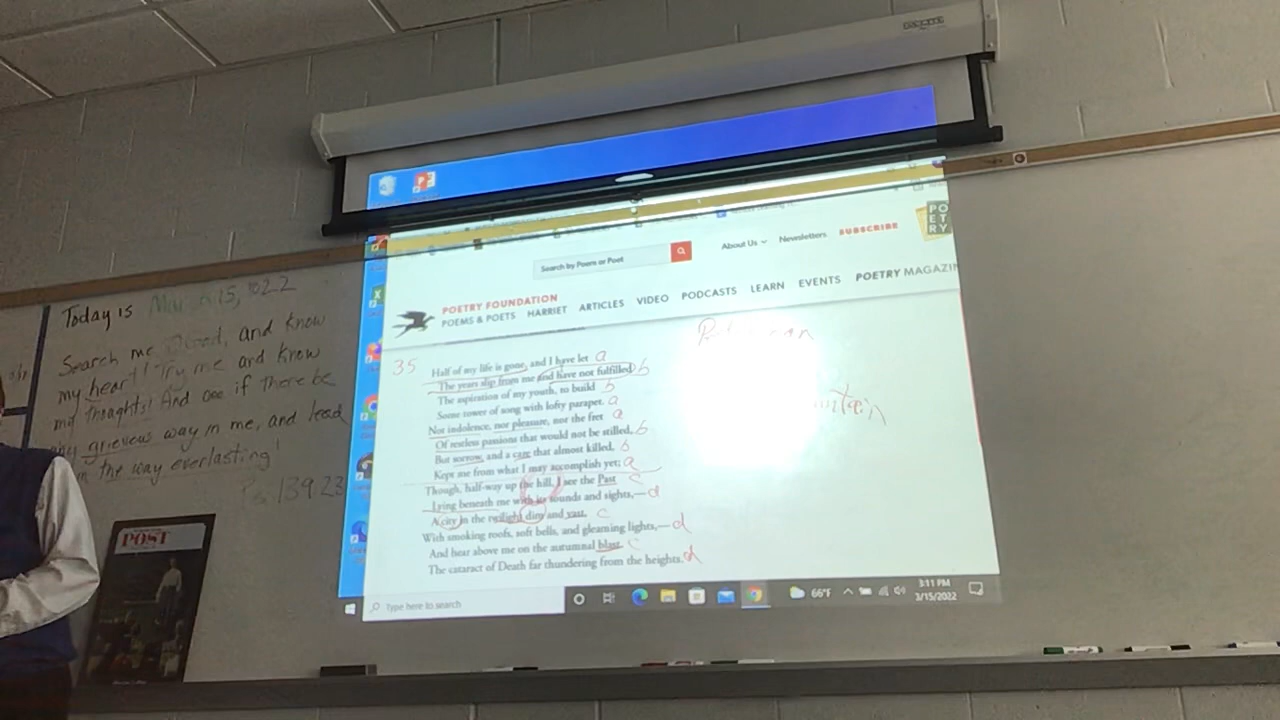 Today is March 15, 2022
Search me O God, and know
my heart! Try me and know
my thoughts! And see if there be
any grievous way in me, and lead
in the way everlasting!
Ps. 139:23
POST
Search by Poem or Poet
About Us
Newsletters
SUBSCRIBE
PO
ET
RY
POETRY FOUNDATION
POEMS & POETS HARRIET ARTICLES VIDEO PODCASTS LEARN EVENTS POETRY MAGAZIN
35
Half of my life is gone, and I have let a
The years slip from me and have not fulfilled b
The aspiration of my youth, to build b
Some tower of song with lofty parapet. a
Not indolence, nor pleasure, nor the fret a
Of restless passions that would not be stilled, b
But sorrow, and a care that almost killed, b
Kept me from what I may accomplish yet; a
Though, half-way up the hill, I see the Past c
Lying beneath me with its sounds and sights,— d
A city in the twilight dim and vast, c
With smoking roofs, soft bells, and gleaming lights,— d
And hear above me on the autumnal blast c
The cataract of Death far thundering from the heights. d
Type here to search
66°F
3:11 PM
3/15/2022